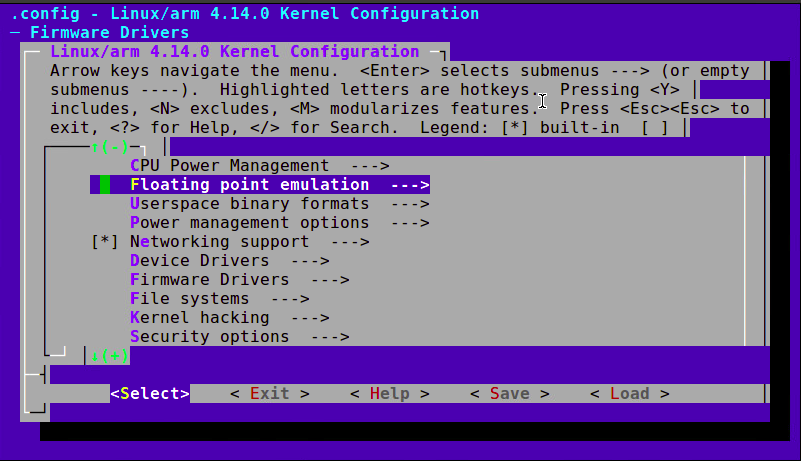 .config - Linux/arm 4.14.0 Kernel Configuration
─ Firmware Drivers
Linux/arm 4.14.0 Kernel Configuration
Arrow keys navigate the menu.  <Enter> selects submenus ---> (or empty
submenus ----).  Highlighted letters are hotkeys.  Pressing <Y>
includes, <N> excludes, <M> modularizes features.  Press <Esc><Esc> to
exit, <?> for Help, </> for Search.  Legend: [*] built-in  [ ]
↑(-)
CPU Power Management  --->
Floating point emulation  --->
Userspace binary formats  --->
Power management options  --->
[*] Networking support  --->
Device Drivers  --->
Firmware Drivers  --->
File systems  --->
Kernel hacking  --->
Security options  --->
↓(+)
<Select>    < Exit >    < Help >    < Save >    < Load >